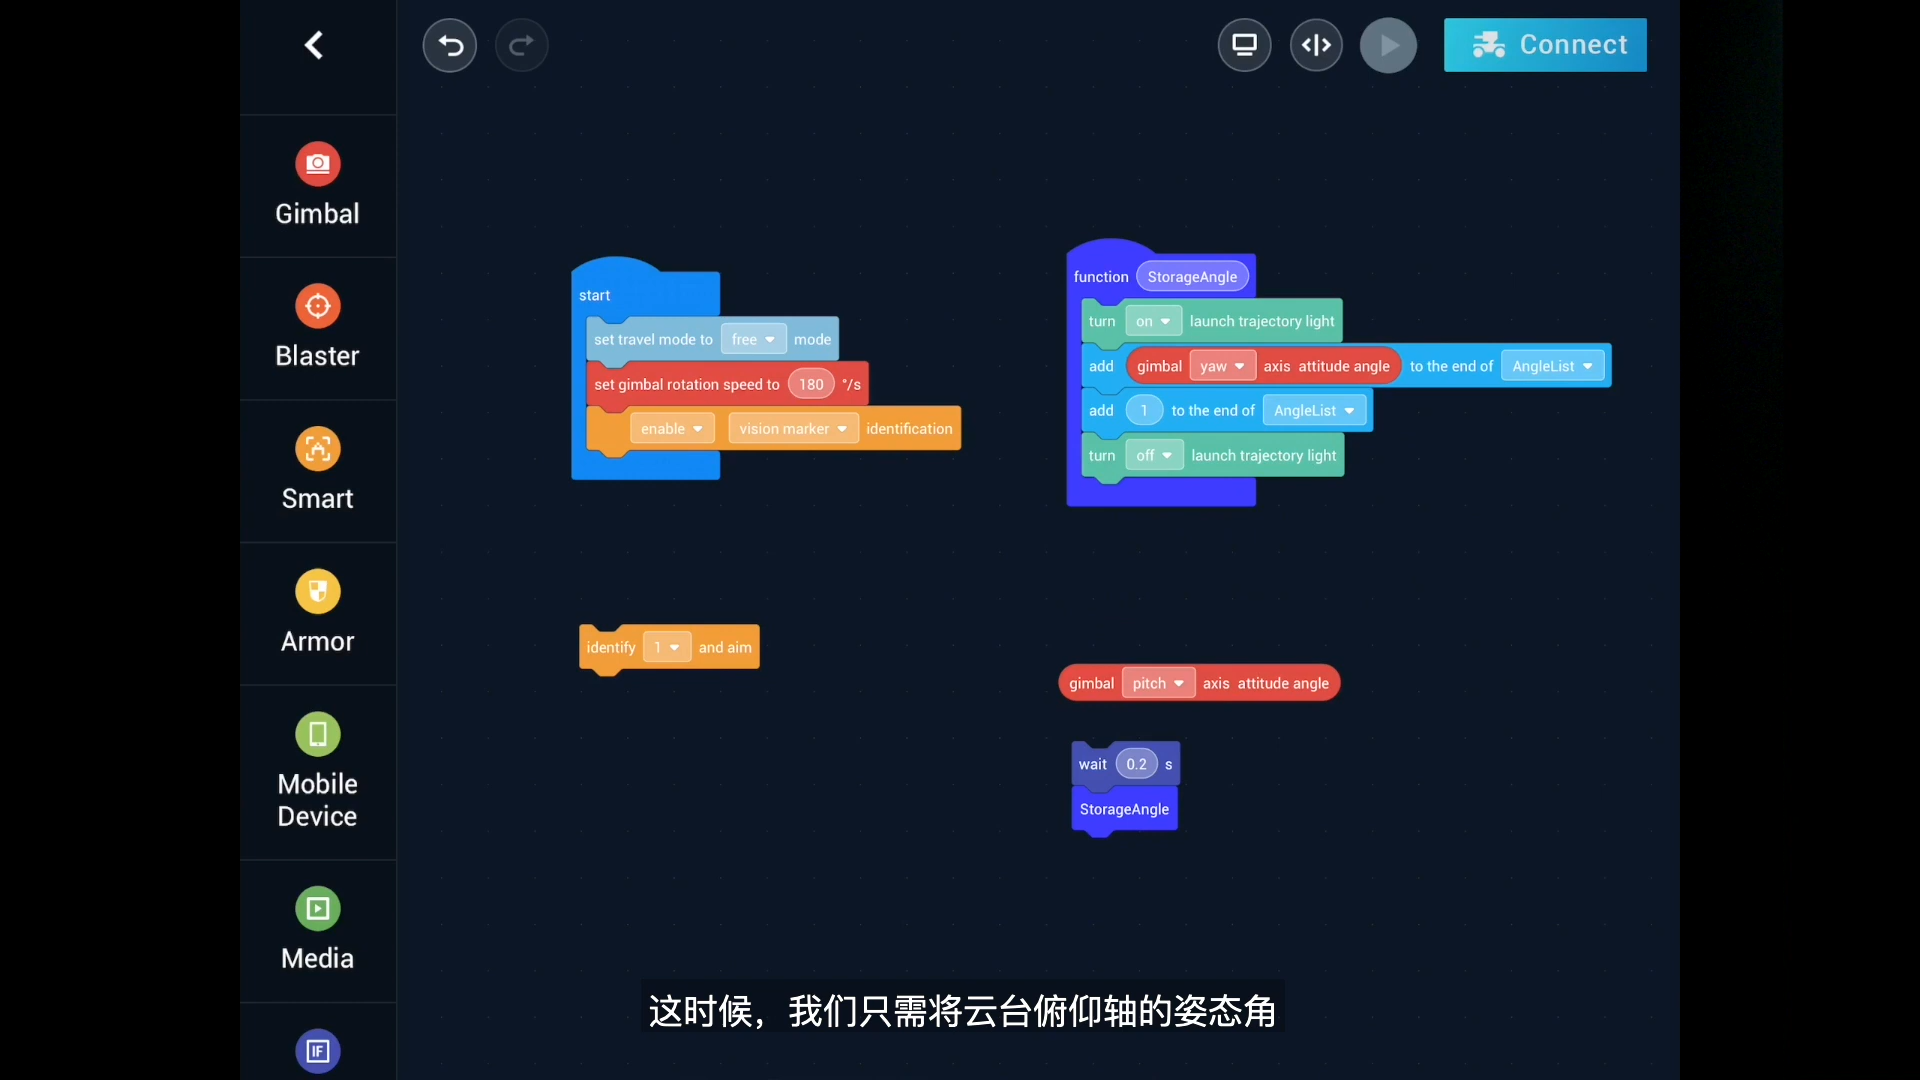 Connect
Gimbal
Blaster
Smart
Armor
Mobile
Device
Media
IF
start
set travel mode to free mode
set gimbal rotation speed to 180 °/s
enable vision marker identification
function StorageAngle
turn on launch trajectory light
add gimbal yaw axis attitude angle to the end of AngleList
add 1 to the end of AngleList
turn off launch trajectory light
identify 1 and aim
gimbal pitch axis attitude angle
wait 0.2 s
StorageAngle
这时候，我们只需将云台俯仰轴的姿态角